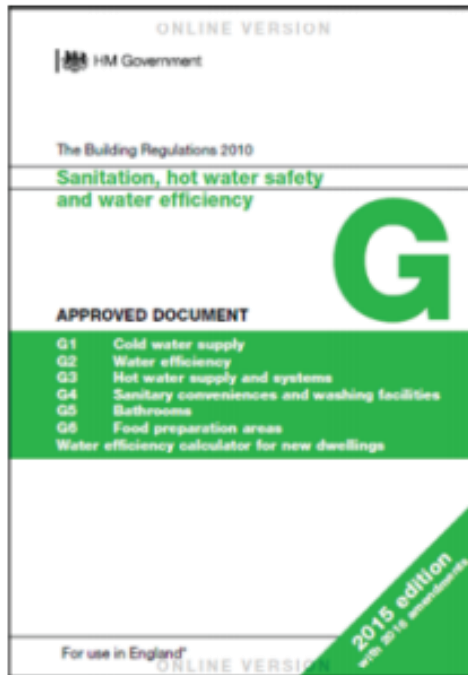 ONLINE VERSION
HM Government
The Building Regulations 2010
Sanitation, hot water safety
and water efficiency
G
APPROVED DOCUMENT
G1 Cold water supply
G2 Water efficiency
G3 Hot water supply and systems
G4 Sanitary conveniences and washing facilities
G5 Bathrooms
G6 Food preparation areas
Water efficiency calculator for new dwellings
2015 edition
with 2016 amendments
For use in England*
ONLINE VERSION